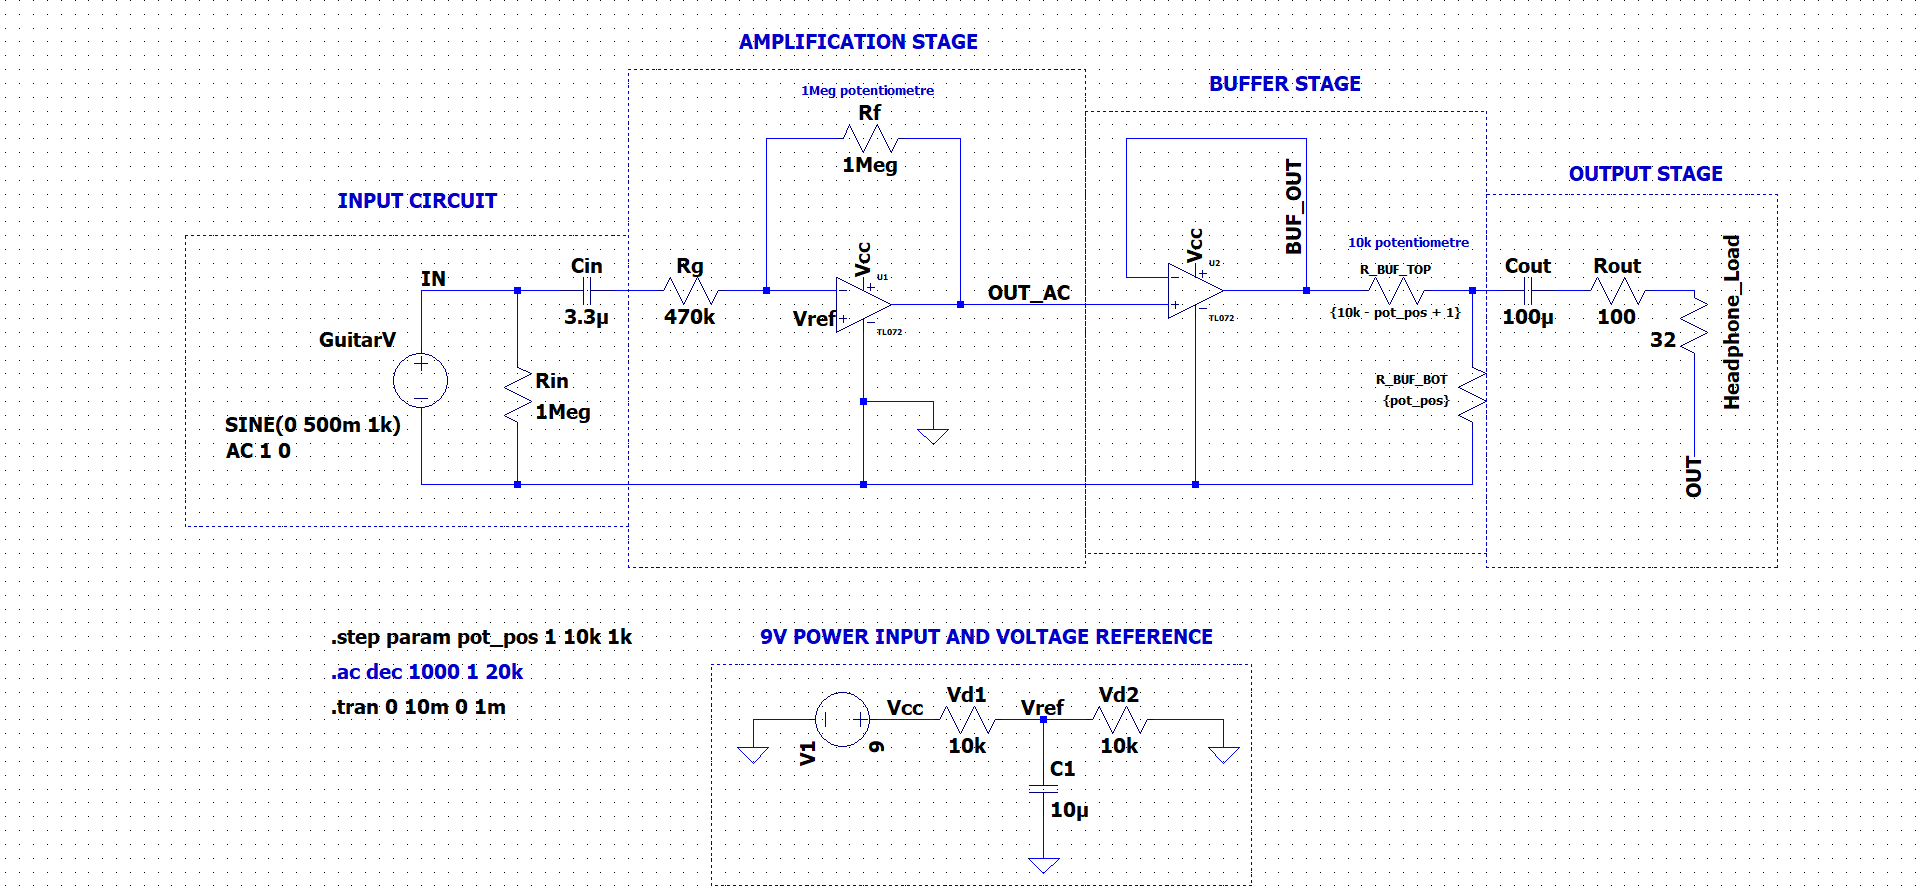 AMPLIFICATION STAGE
1Meg potentiometre
Rf
1Meg
BUFFER STAGE
OUTPUT STAGE
INPUT CIRCUIT
IN
Cin
3.3µ
Rg
470k
Vcc
U1
Vref
TL072
OUT_AC
Vcc
U2
TL072
BUF_OUT
10k potentiometre
R_BUF_TOP
{10k - pot_pos + 1}
R_BUF_BOT
{pot_pos}
Cout
100µ
Rout
100
32
Headphone_Load
OUT
GuitarV
SINE(0 500m 1k)
AC 1 0
Rin
1Meg
.step param pot_pos 1 10k 1k
.ac dec 1000 1 20k
.tran 0 10m 0 1m
9V POWER INPUT AND VOLTAGE REFERENCE
V1
9
Vcc
Vd1
10k
Vref
Vd2
10k
C1
10µ